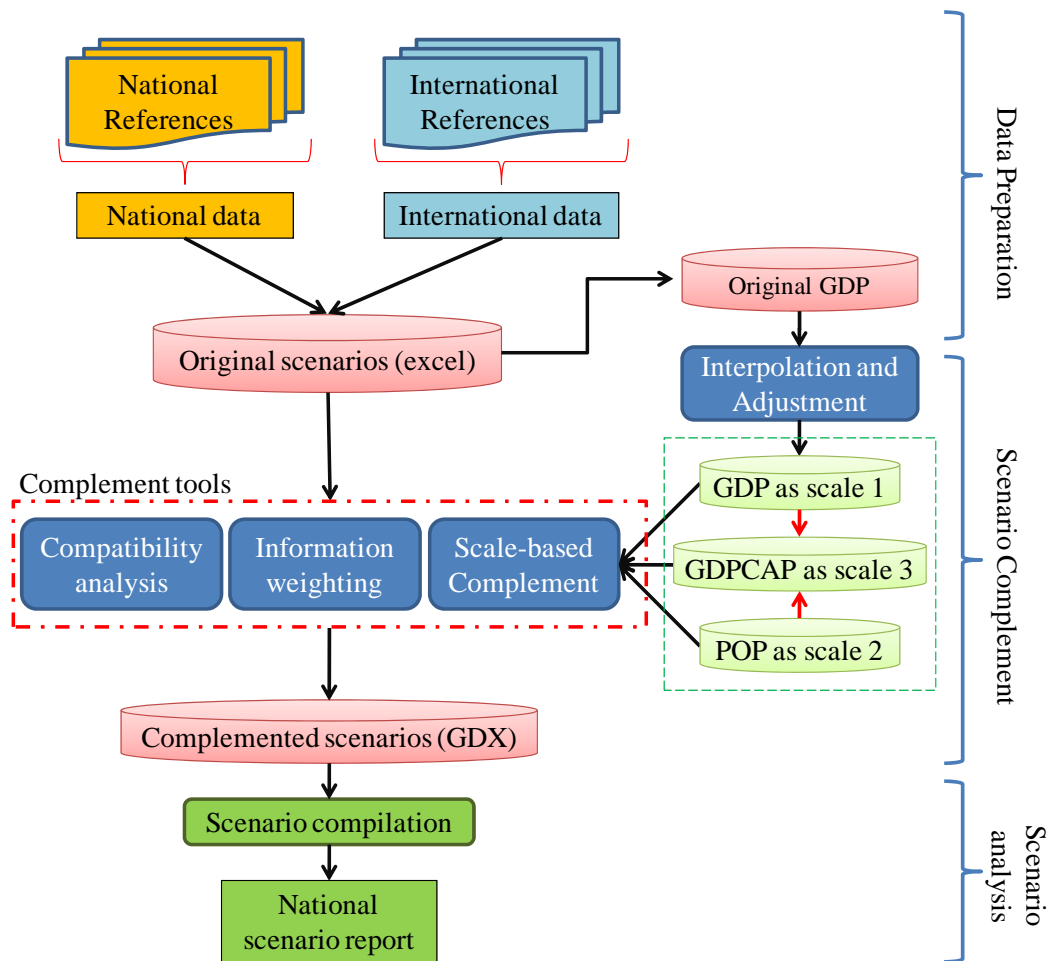 National
References
International
References
National data
International data
Original scenarios (excel)
Original GDP
Interpolation and
Adjustment
GDP as scale 1
GDPCAP as scale 3
POP as scale 2
Complement tools
Compatibility
analysis
Information
weighting
Scale-based
Complement
Complemented scenarios (GDX)
Scenario compilation
National
scenario report
Data Preparation
Scenario Complement
Scenario
analysis